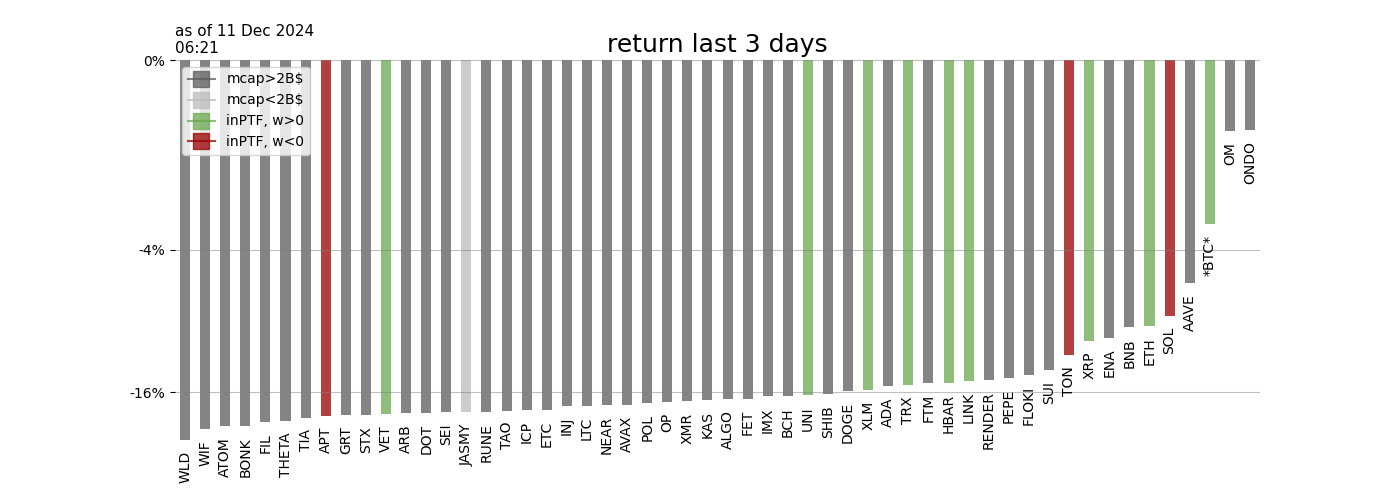 as of 11 Dec 2024
06:21
return last 3 days
0%
-4%
-16%
mcap>2B$
mcap<2B$
inPTF, w>0
inPTF, w<0
WLD
WIF
ATOM
BONK
FIL
THETA
TIA
APT
GRT
STX
VET
ARB
DOT
SEI
JASMY
RUNE
TAO
ICP
ETC
INJ
LTC
NEAR
AVAX
POL
OP
XMR
KAS
ALGO
FET
IMX
BCH
UNI
SHIB
DOGE
XLM
ADA
TRX
FTM
HBAR
LINK
RENDER
PEPE
FLOKI
SUI
TON
XRP
ENA
BNB
ETH
SOL
AAVE
*BTC*
OM
ONDO